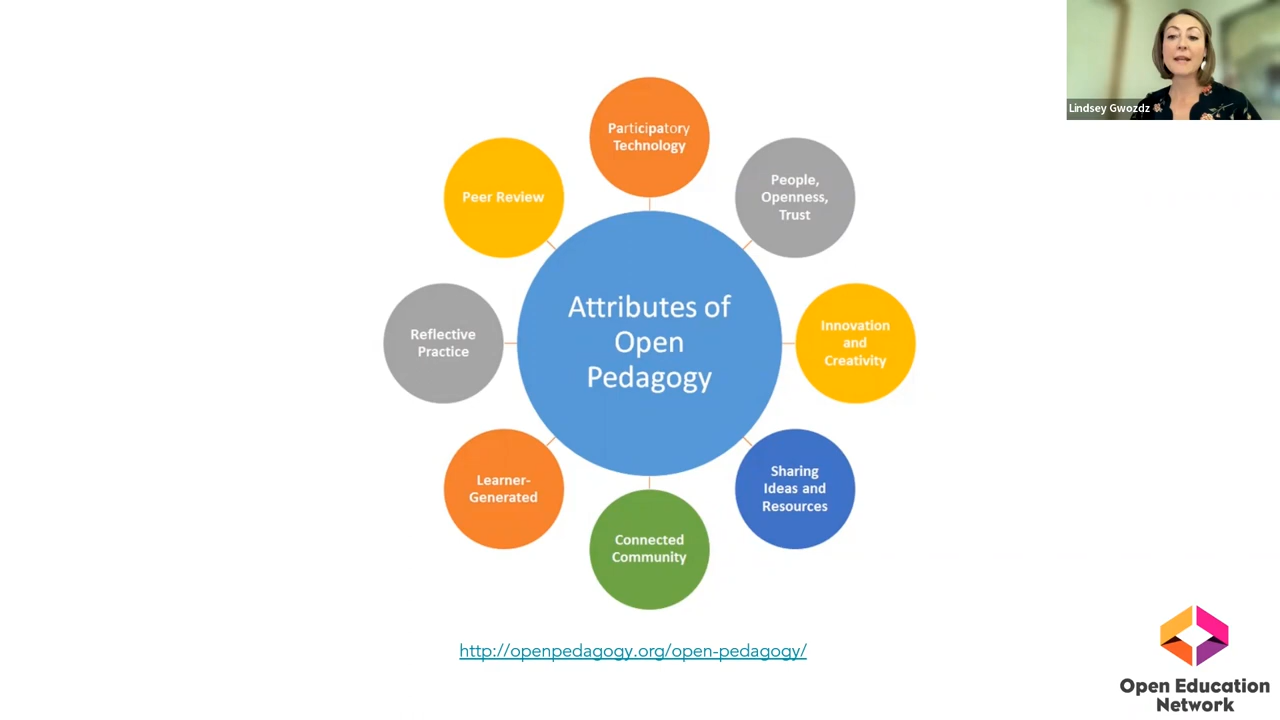 Lindsey Gwozdz
Participatory
Technology
People,
Openness,
Trust
Innovation
and
Creativity
Sharing
Ideas and
Resources
Connected
Community
Learner-
Generated
Reflective
Practice
Peer Review
Attributes of
Open
Pedagogy
http://openpedagogy.org/open-pedagogy/
Open Education
Network